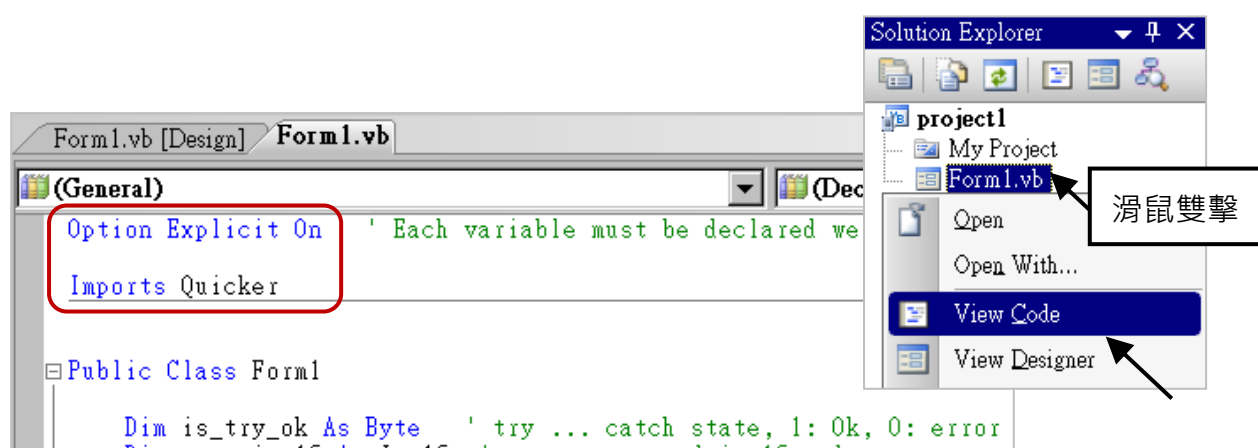 Solution Explorer
project1
My Project
Form1.vb
滑鼠雙擊
Open
Open With...
View Code
View Designer
Form1.vb [Design]
Form1.vb
(General)
(Dec
Option Explicit On ' Each variable must be declared we
Imports Quicker
Public Class Form1
Dim is_try_ok As Byte ' try ... catch state, 1: Ok, 0: error